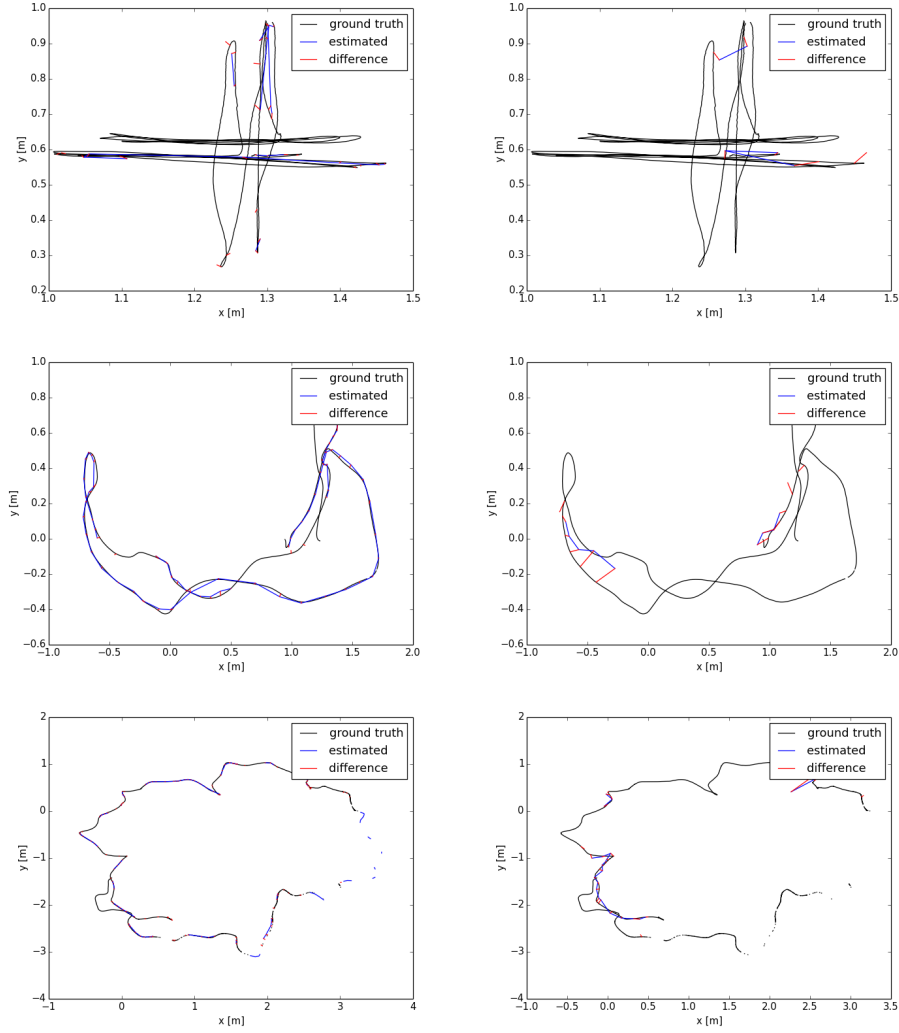 1.0
0.9
0.8
0.7
0.6
0.5
0.4
0.3
0.2
y [m]
1.0 1.1 1.2 1.3 1.4 1.5
x [m]
ground truth
estimated
difference
1.0
0.9
0.8
0.7
0.6
0.5
0.4
0.3
0.2
y [m]
1.0 1.1 1.2 1.3 1.4 1.5
x [m]
ground truth
estimated
difference
1.0
0.8
0.6
0.4
0.2
0.0
−0.2
−0.4
−0.6
y [m]
−1.0 −0.5 0.0 0.5 1.0 1.5 2.0
x [m]
ground truth
estimated
difference
1.0
0.8
0.6
0.4
0.2
0.0
−0.2
−0.4
−0.6
y [m]
−1.0 −0.5 0.0 0.5 1.0 1.5 2.0
x [m]
ground truth
estimated
difference
2
1
0
−1
−2
−3
−4
y [m]
−1 0 1 2 3 4
x [m]
ground truth
estimated
difference
2
1
0
−1
−2
−3
−4
y [m]
−1.0 −0.5 0.0 0.5 1.0 1.5 2.0 2.5 3.0 3.5
x [m]
ground truth
estimated
difference